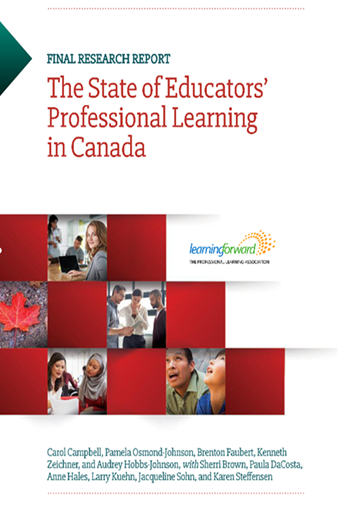 FINAL RESEARCH REPORT
The State of Educators’
Professional Learning
in Canada
learningforward
THE PROFESSIONAL LEARNING ASSOCIATION
Carol Campbell, Pamela Osmond-Johnson, Brenton Faubert, Kenneth
Zeichner, and Audrey Hobbs-Johnson, with Sherri Brown, Paula DaCosta,
Anne Hales, Larry Kuehn, Jacqueline Sohn, and Karen Steffensen